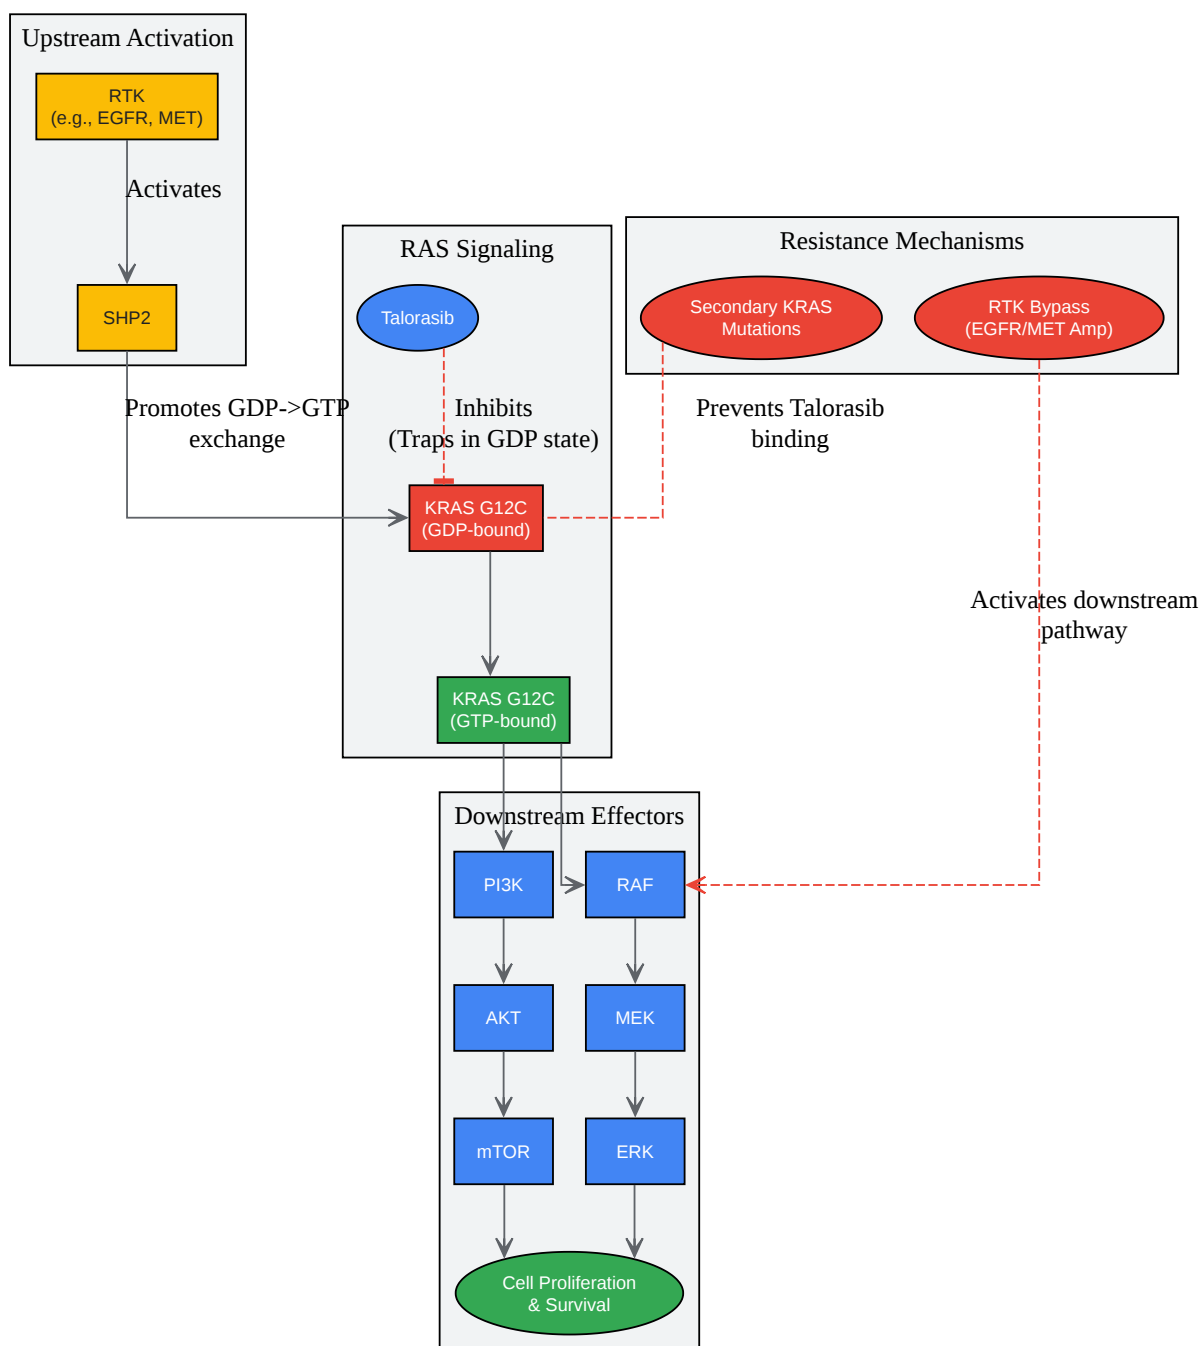 Upstream Activation
RTK
(e.g., EGFR, MET)
Activates
SHP2
Promotes GDP->GTP
exchange
RAS Signaling
Talorasib
Inhibits
(Traps in GDP state)
KRAS G12C
(GDP-bound)
KRAS G12C
(GTP-bound)
Resistance Mechanisms
Secondary KRAS
Mutations
RTK Bypass
(EGFR/MET Amp)
Prevents Talorasib
binding
Activates downstream
pathway
Downstream Effectors
PI3K
RAF
AKT
MEK
mTOR
ERK
Cell Proliferation
& Survival